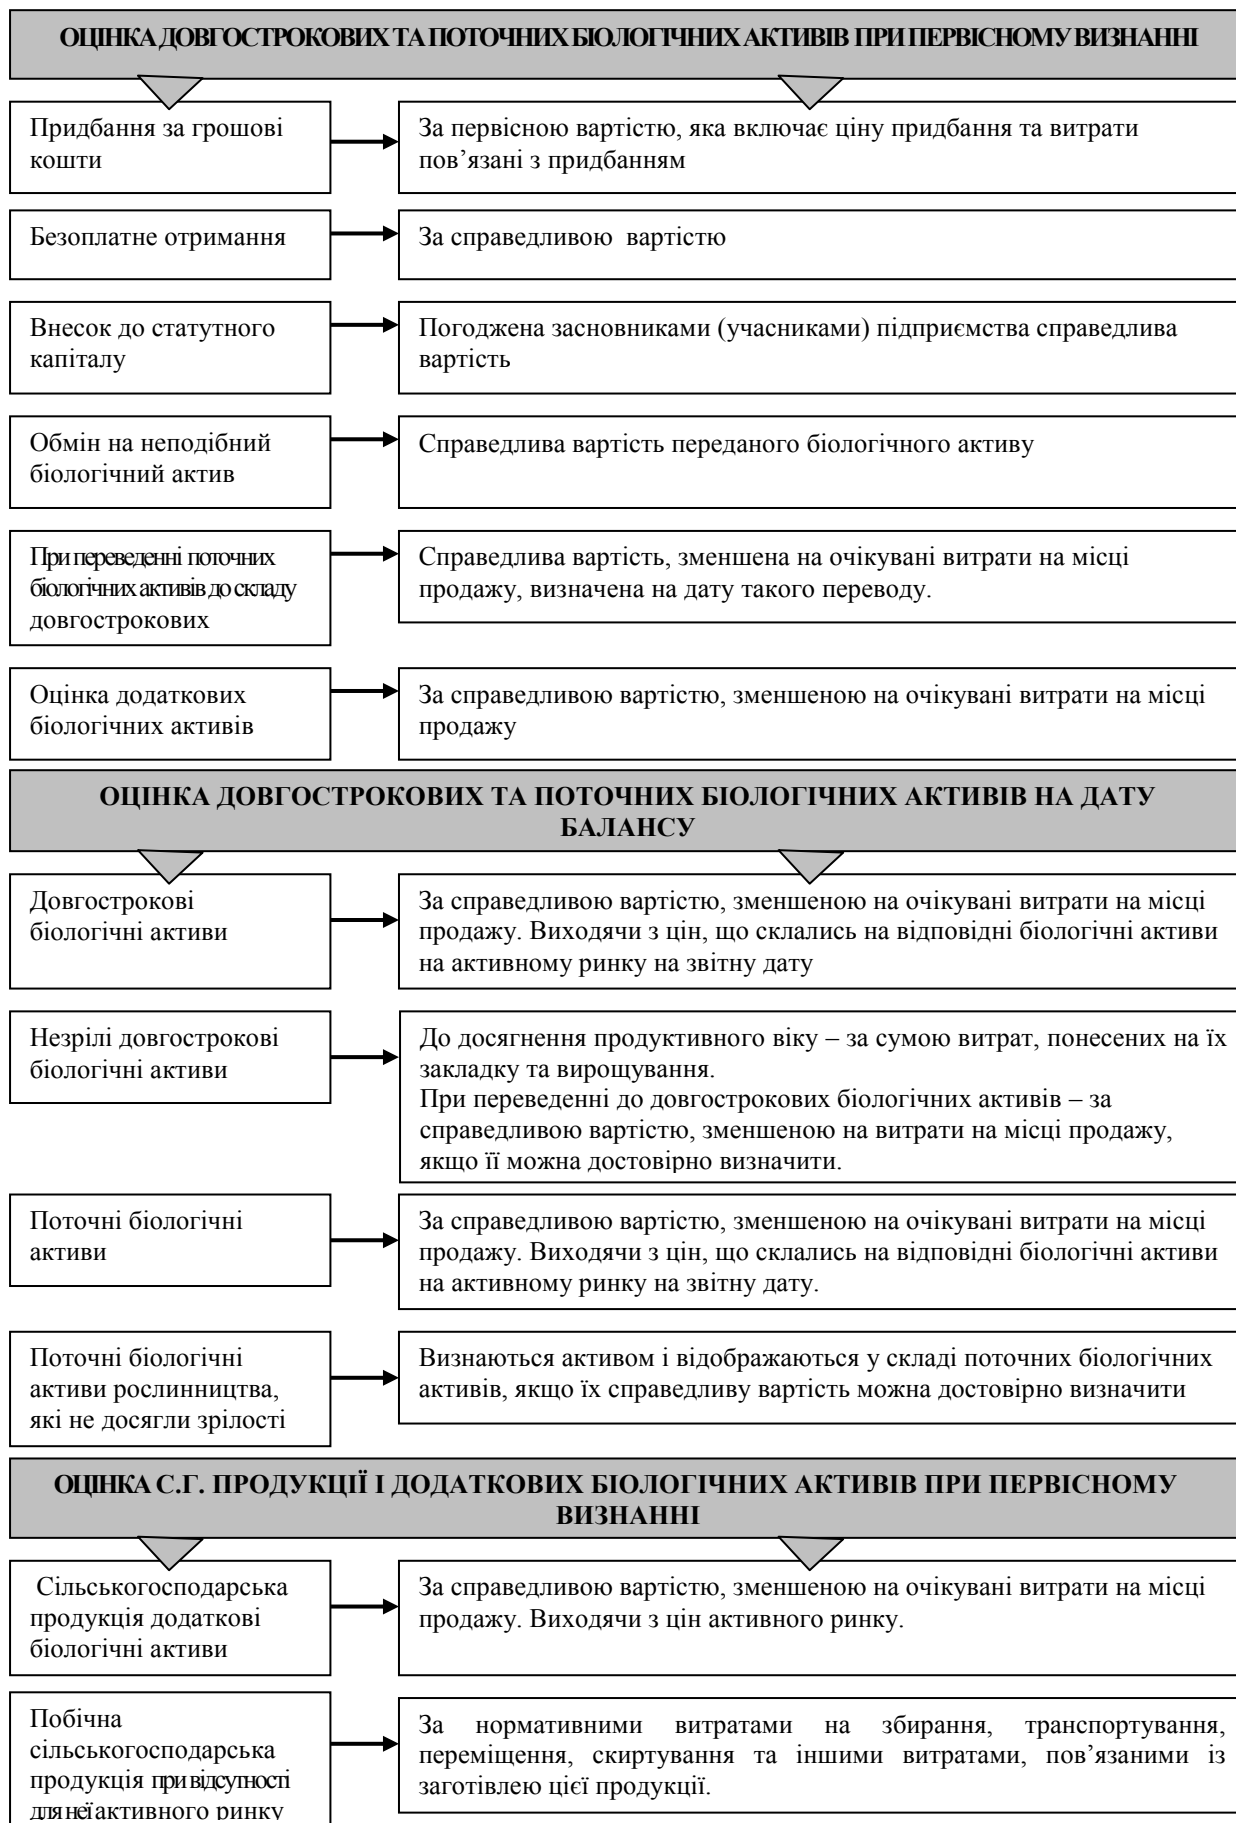 ОЦІНКА ДОВГОСТРОКОВИХ ТА ПОТОЧНИХ БІОЛОГІЧНИХ АКТИВІВ ПРИ ПЕРВІСНОМУ ВИЗНАННІ
Придбання за грошові
кошти
За первісною вартістю, яка включає ціну придбання та витрати
пов’язані з придбанням
Безоплатне отримання
За справедливою вартістю
Внесок до статутного
капіталу
Погоджена засновниками (учасниками) підприємства справедлива
вартість
Обмін на неподібний
біологічний актив
Справедлива вартість переданого біологічного активу
При переведенні поточних
біологічних активів до складу
довгострокових
Справедлива вартість, зменшена на очікувані витрати на місці
продажу, визначена на дату такого переводу.
Оцінка додаткових
біологічних активів
За справедливою вартістю, зменшеною на очікувані витрати на місці
продажу
ОЦІНКА ДОВГОСТРОКОВИХ ТА ПОТОЧНИХ БІОЛОГІЧНИХ АКТИВІВ НА ДАТУ
БАЛАНСУ
Довгострокові
біологічні активи
За справедливою вартістю, зменшеною на очікувані витрати на місці
продажу. Виходячи з цін, що склались на відповідні біологічні активи
на активному ринку на звітну дату
Незрілі довгострокові
біологічні активи
До досягнення продуктивного віку – за сумою витрат, понесених на їх
закладку та вирощування.
При переведенні до довгострокових біологічних активів – за
справедливою вартістю, зменшеною на витрати на місці продажу,
якщо її можна достовірно визначити.
Поточні біологічні
активи
За справедливою вартістю, зменшеною на очікувані витрати на місці
продажу. Виходячи з цін, що склались на відповідні біологічні активи
на активному ринку на звітну дату.
Поточні біологічні
активи рослинництва,
які не досягли зрілості
Визнаються активом і відображаються у складі поточних біологічних
активів, якщо їх справедливу вартість можна достовірно визначити
ОЦІНКА С.Г. ПРОДУКЦІЇ І ДОДАТКОВИХ БІОЛОГІЧНИХ АКТИВІВ ПРИ ПЕРВІСНОМУ
ВИЗНАННІ
Сільськогосподарська
продукція додаткові
біологічні активи
За справедливою вартістю, зменшеною на очікувані витрати на місці
продажу. Виходячи з цін активного ринку.
Побічна
сільськогосподарська
продукція при відсутності
для неї активного ринку
За нормативними витратами на збирання, транспортування,
переміщення, скиртування та іншими витратами, пов’язаними із
заготівлею цієї продукції.